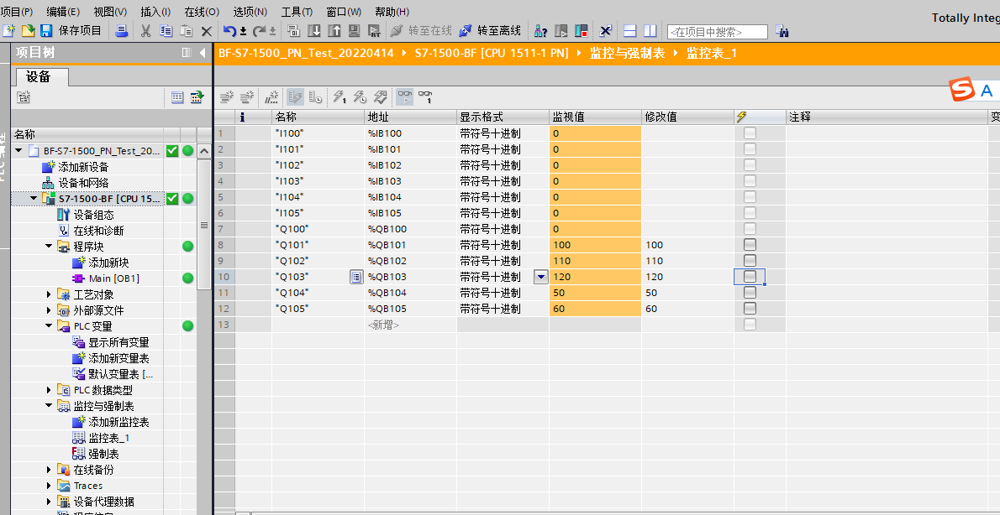 项目(P) 编辑(E) 视图(V) 插入(I) 在线(O) 选项(N) 工具(T) 窗口(W) 帮助(H)
Totally Integ
保存项目 转至在线 转至离线 <在项目中搜索>
项目树
BF-S7-1500_PN_Test_20220414 S7-1500-BF [CPU 1511-1 PN] 监控与强制表 监控表_1
设备
A
名称
BF-S7-1500_PN_Test_20...
添加新设备
设备和网络
S7-1500-BF [CPU 15...
设备组态
在线和诊断
程序块
添加新块
Main [OB1]
工艺对象
外部源文件
PLC 变量
显示所有变量
添加新变量表
默认变量表 [...
PLC 数据类型
监控与强制表
添加新监控表
监控表_1
强制表
在线备份
Traces
设备代理数据
i 名称 地址 显示格式 监视值 修改值 注释 变
1 "I100" %IB100 带符号十进制 0
2 "I101" %IB101 带符号十进制 0
3 "I102" %IB102 带符号十进制 0
4 "I103" %IB103 带符号十进制 0
5 "I104" %IB104 带符号十进制 0
6 "I105" %IB105 带符号十进制 0
7 "Q100" %QB100 带符号十进制 0
8 "Q101" %QB101 带符号十进制 100 100
9 "Q102" %QB102 带符号十进制 110 110
10 "Q103" %QB103 带符号十进制 120 120
11 "Q104" %QB104 带符号十进制 50 50
12 "Q105" %QB105 带符号十进制 60 60
13 <新增>